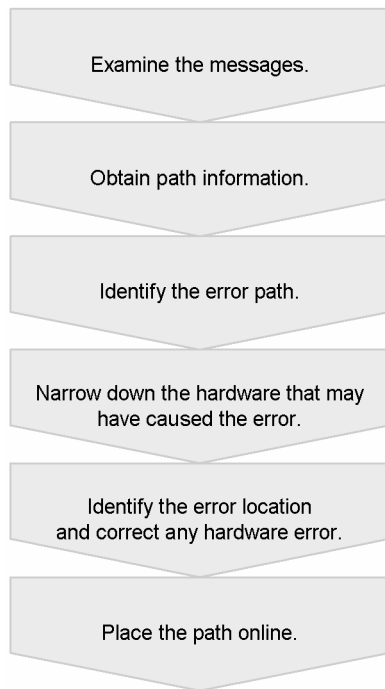 Examine the messages.
Obtain path information.
Identify the error path.
Narrow down the hardware that may
have caused the error.
Identify the error location
and correct any hardware error.
Place the path online.